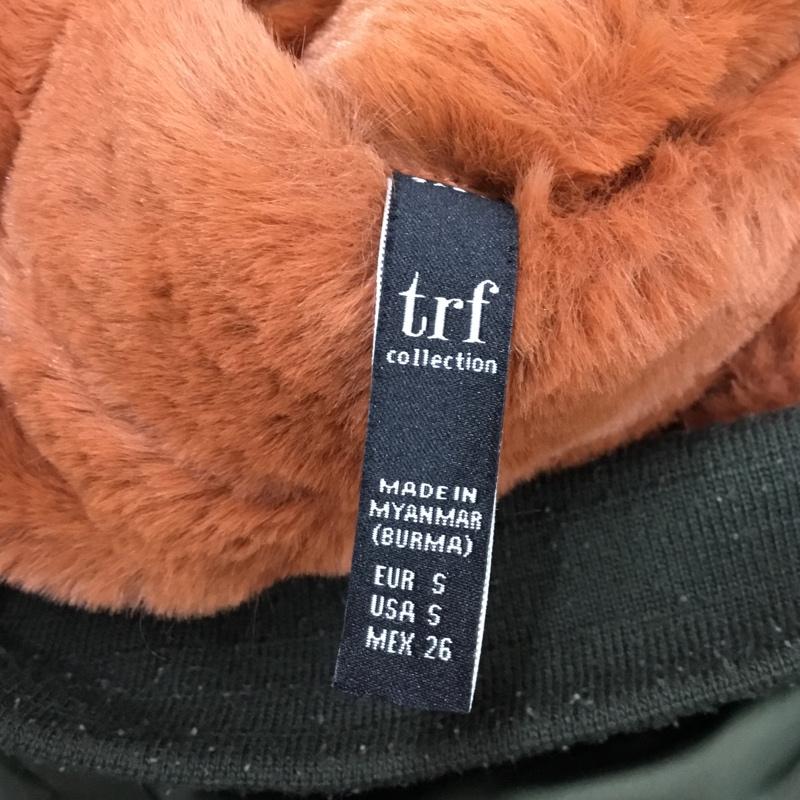 trf
collection
MADE IN
MYANMAR
(BURMA)
EUR S
USA S
MEX 26